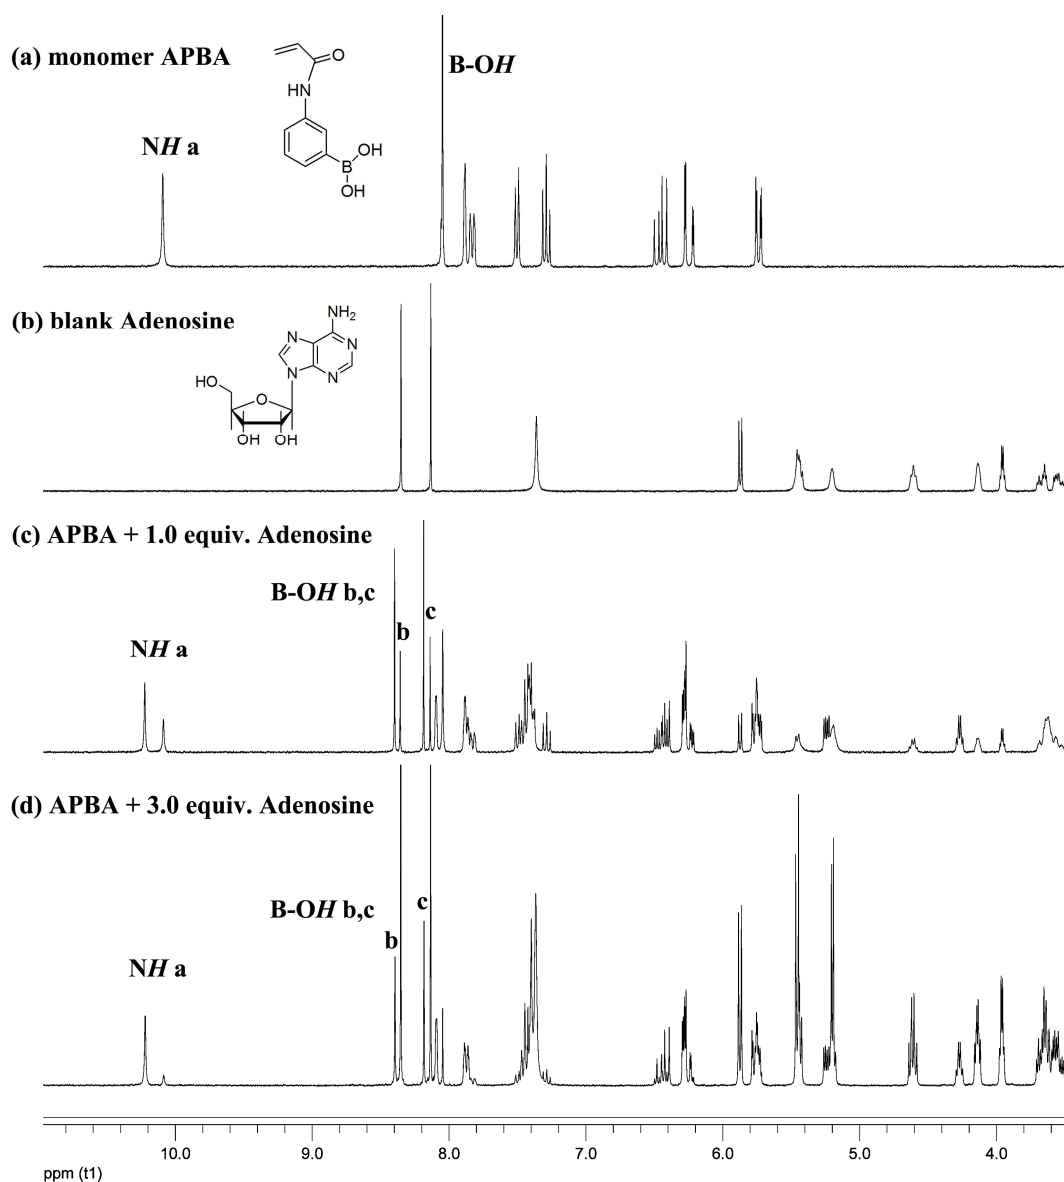 (a) monomer APBA
O
HN
B-OH
NH a
OH
B
OH
(b) blank Adenosine
NH2
N
N
N
N
HO
O
OH
OH
(c) APBA + 1.0 equiv. Adenosine
B-OH b,c
c
b
NH a
(d) APBA + 3.0 equiv. Adenosine
B-OH b,c
c
b
NH a
10.0 9.0 8.0 7.0 6.0 5.0 4.0
ppm (t1)